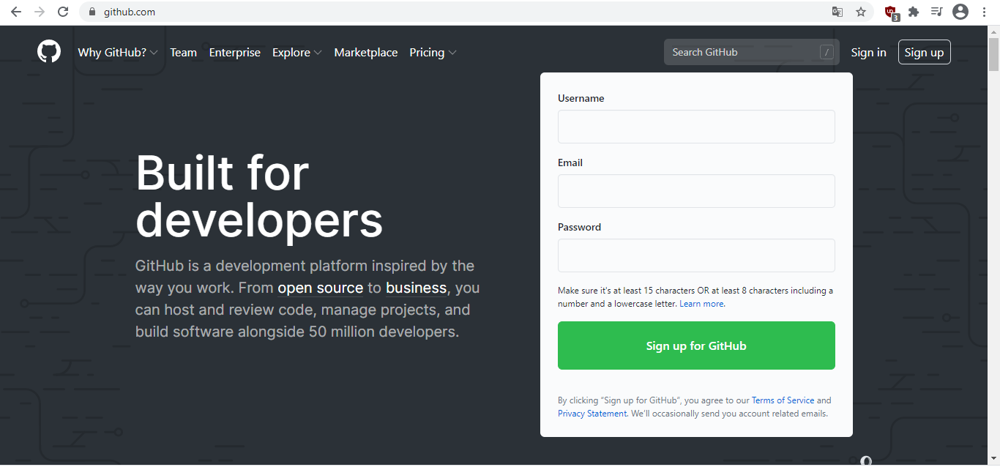 github.com
3
Why GitHub? Team Enterprise Explore Marketplace Pricing
Search GitHub /
Sign in Sign up
Username
Email
Password
Make sure it's at least 15 characters OR at least 8 characters including a
number and a lowercase letter. Learn more.
Sign up for GitHub
By clicking “Sign up for GitHub”, you agree to our Terms of Service and
Privacy Statement. We’ll occasionally send you account related emails.
Built for
developers
GitHub is a development platform inspired by the
way you work. From open source to business, you
can host and review code, manage projects, and
build software alongside 50 million developers.